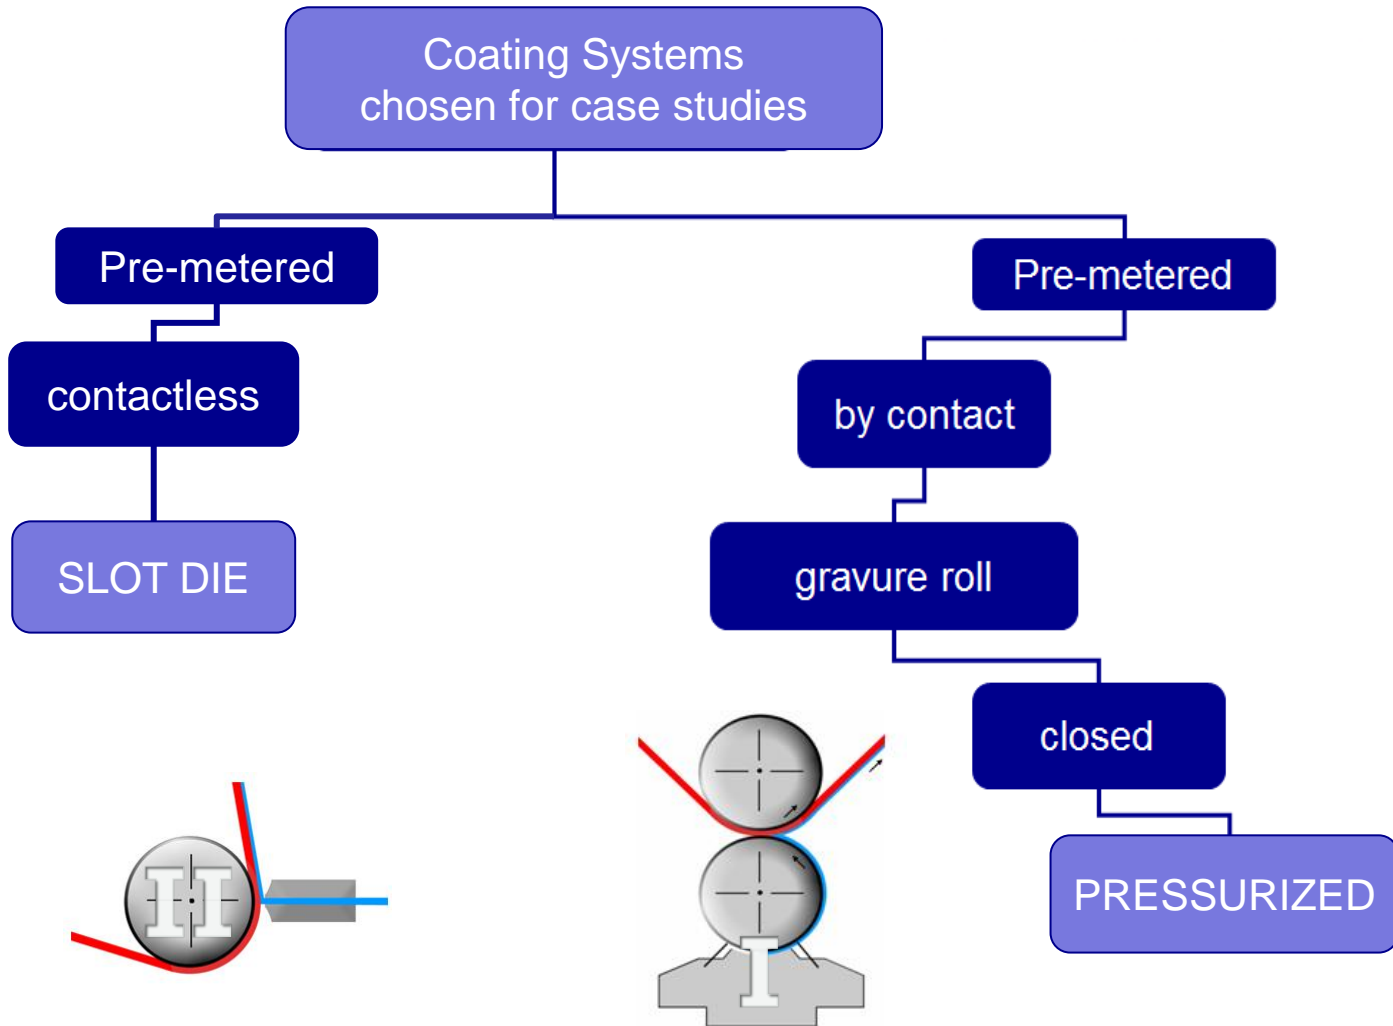 Coating Systems
chosen for case studies
Pre-metered
Pre-metered
contactless
by contact
SLOT DIE
gravure roll
closed
PRESSURIZED
II
I